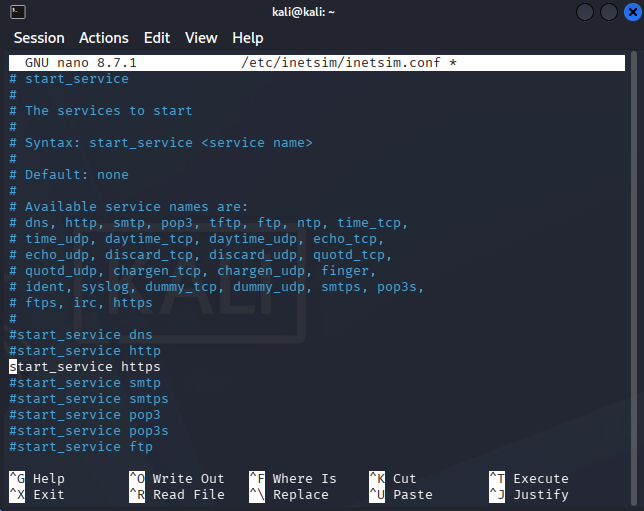 kali@kali: ~
Session Actions Edit View Help
GNU nano 8.7.1 /etc/inetsim/inetsim.conf *
# start_service
#
# The services to start
#
# Syntax: start_service <service name>
#
# Default: none
#
# Available service names are:
# dns, http, smtp, pop3, tftp, ftp, ntp, time_tcp,
# time_udp, daytime_tcp, daytime_udp, echo_tcp,
# echo_udp, discard_tcp, discard_udp, quotd_tcp,
# quotd_udp, chargen_tcp, chargen_udp, finger,
# ident, syslog, dummy_tcp, dummy_udp, smtps, pop3s,
# ftps, irc, https
#
#start_service dns
#start_service http
start_service https
#start_service smtp
#start_service smtps
#start_service pop3
#start_service pop3s
#start_service ftp
^G Help ^O Write Out ^F Where Is ^K Cut ^T Execute
^X Exit ^R Read File ^\ Replace ^U Paste ^J Justify
KALI